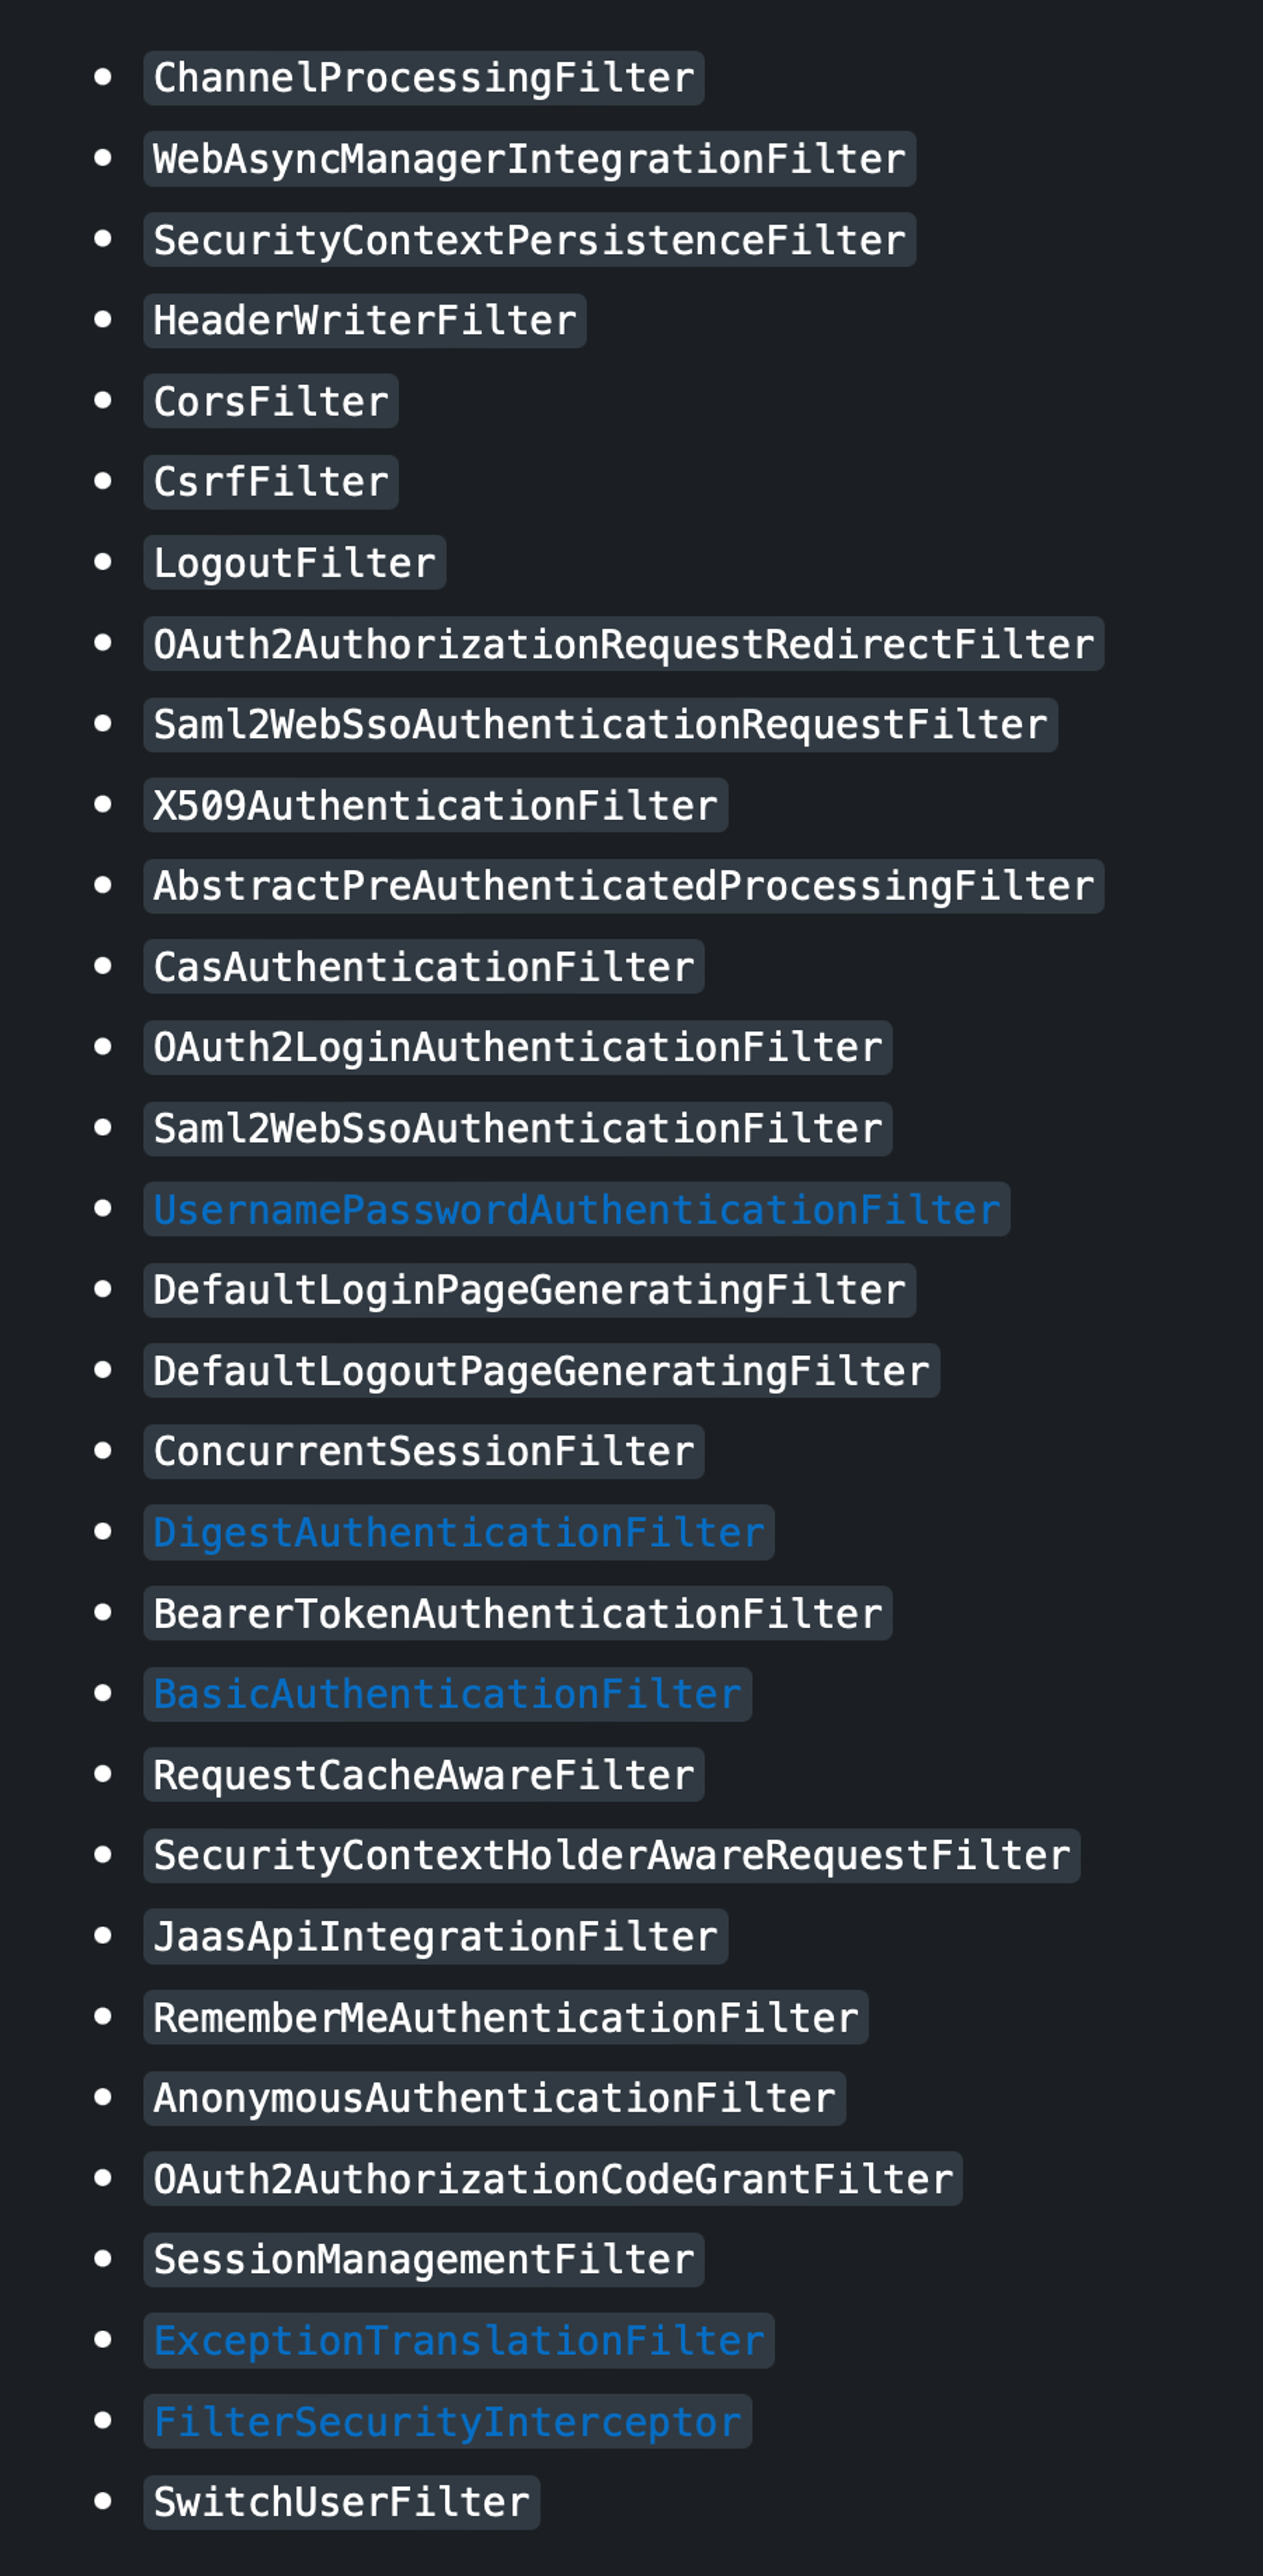 ChannelProcessingFilter
WebAsyncManagerIntegrationFilter
SecurityContextPersistenceFilter
HeaderWriterFilter
CorsFilter
CsrfFilter
LogoutFilter
OAuth2AuthorizationRequestRedirectFilter
Saml2WebSsoAuthenticationRequestFilter
X509AuthenticationFilter
AbstractPreAuthenticatedProcessingFilter
CasAuthenticationFilter
OAuth2LoginAuthenticationFilter
Saml2WebSsoAuthenticationFilter
UsernamePasswordAuthenticationFilter
DefaultLoginPageGeneratingFilter
DefaultLogoutPageGeneratingFilter
ConcurrentSessionFilter
DigestAuthenticationFilter
BearerTokenAuthenticationFilter
BasicAuthenticationFilter
RequestCacheAwareFilter
SecurityContextHolderAwareRequestFilter
JaasApiIntegrationFilter
RememberMeAuthenticationFilter
AnonymousAuthenticationFilter
OAuth2AuthorizationCodeGrantFilter
SessionManagementFilter
ExceptionTranslationFilter
FilterSecurityInterceptor
SwitchUserFilter